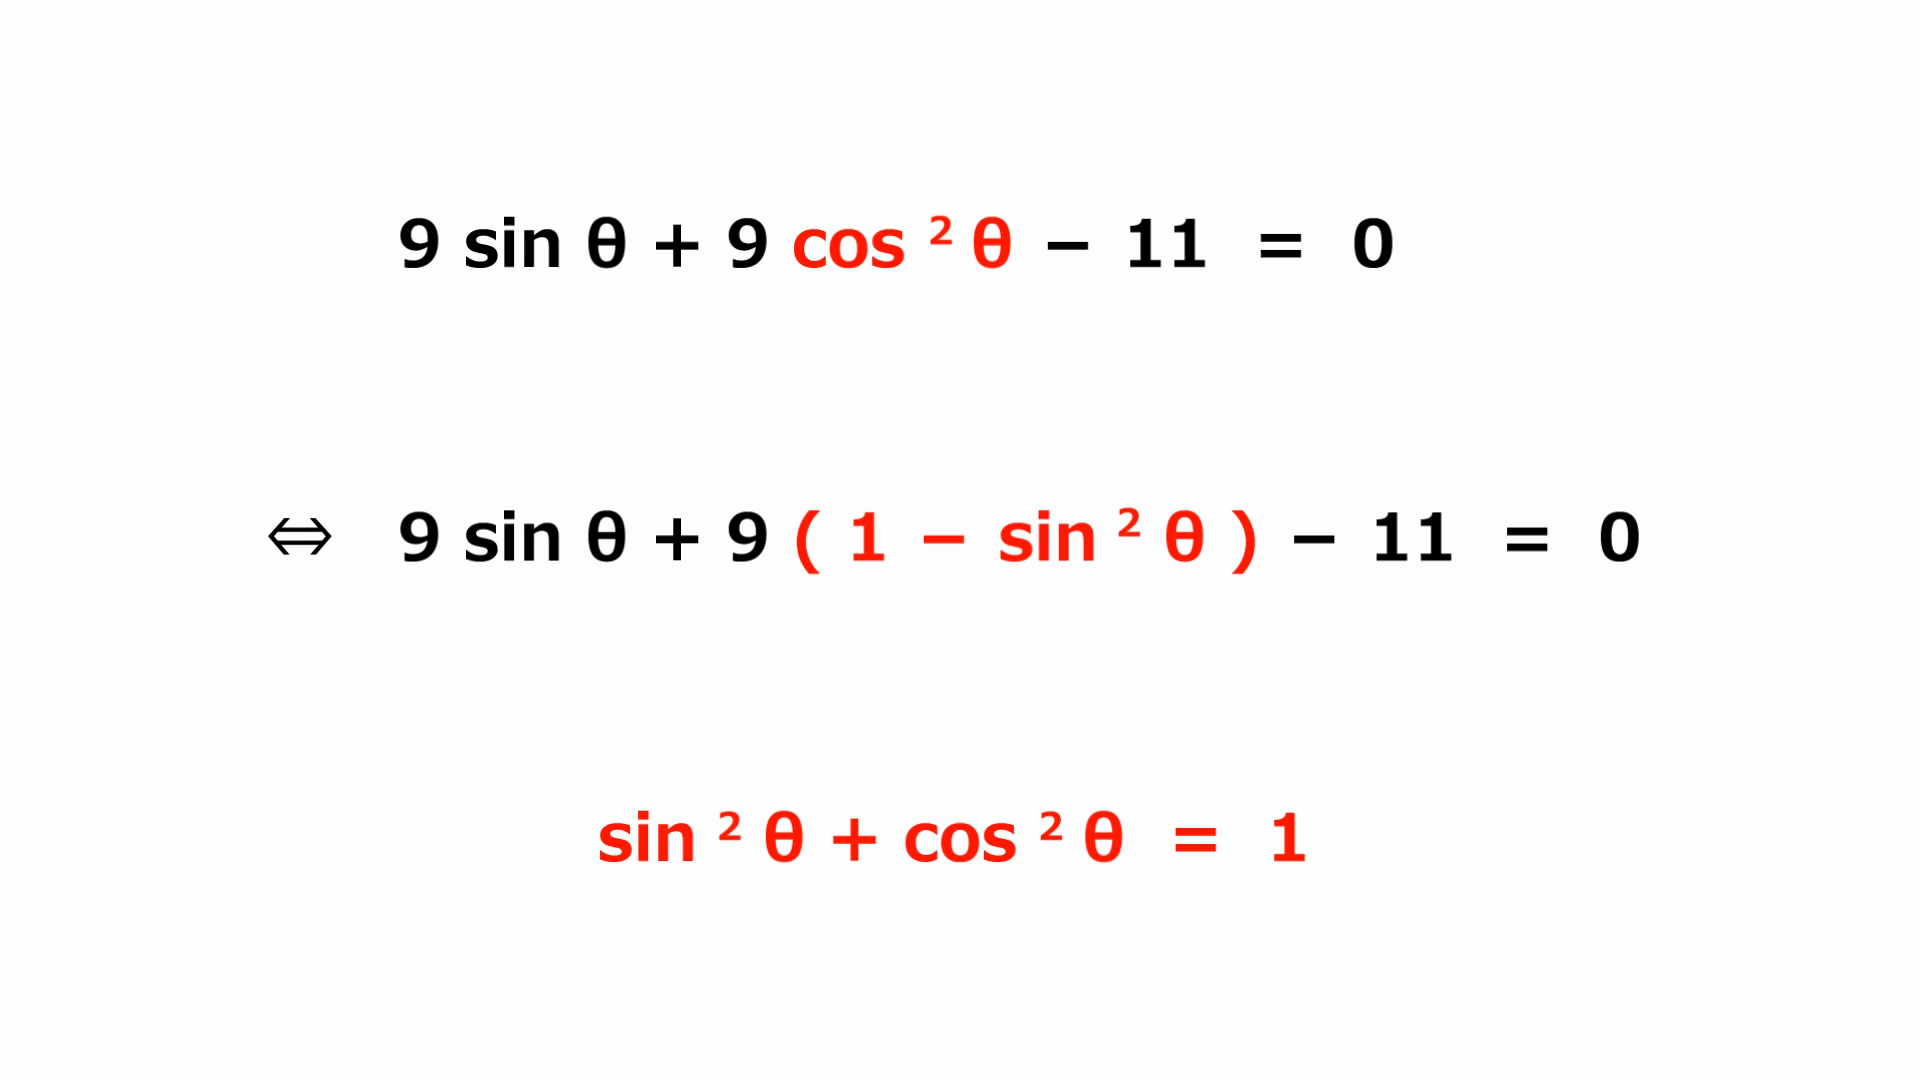 9 sin θ + 9 cos ² θ − 11 = 0
⇔ 9 sin θ + 9 ( 1 − sin ² θ ) − 11 = 0
sin ² θ + cos ² θ = 1